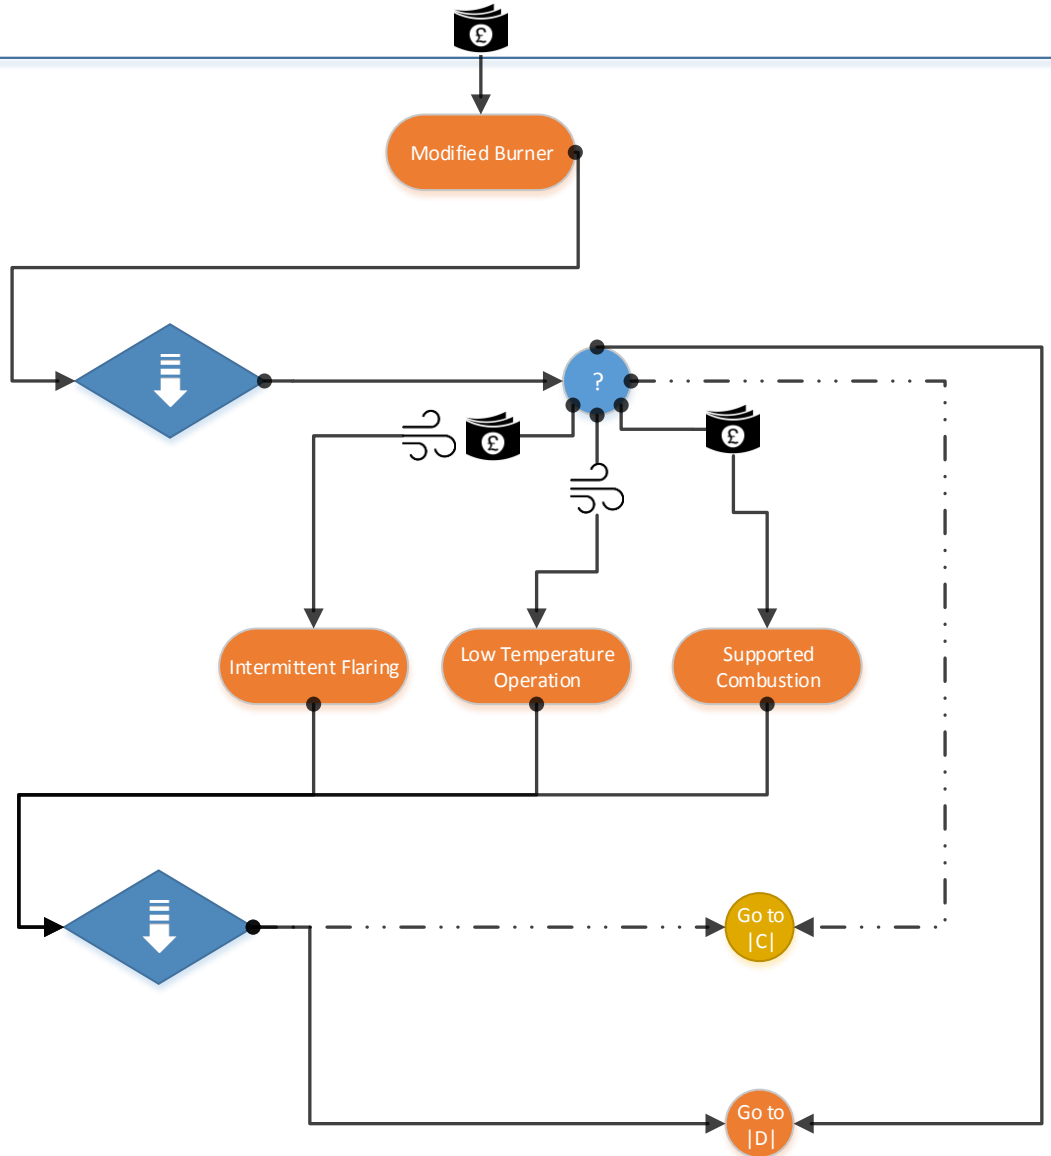 £
Modified Burner
?
£
£
Intermittent Flaring
Low Temperature
Operation
Supported
Combustion
Go to
|C|
Go to
|D|